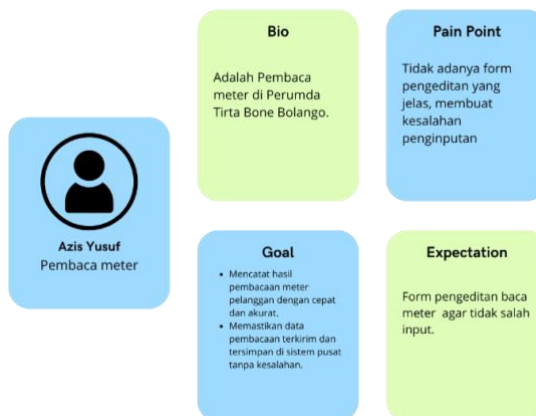 Azis Yusuf
Pembaca meter
Bio
Adalah Pembaca
meter di Perumda
Tirta Bone Bolango.
Pain Point
Tidak adanya form
pengeditan yang
jelas, membuat
kesalahan
penginputan
Goal
• Mencatat hasil
pembacaan meter
pelanggan dengan cepat
dan akurat.
• Memastikan data
pembacaan terkirim dan
tersimpan di sistem pusat
tanpa kesalahan.
Expectation
Form pengeditan baca
meter agar tidak salah
input.